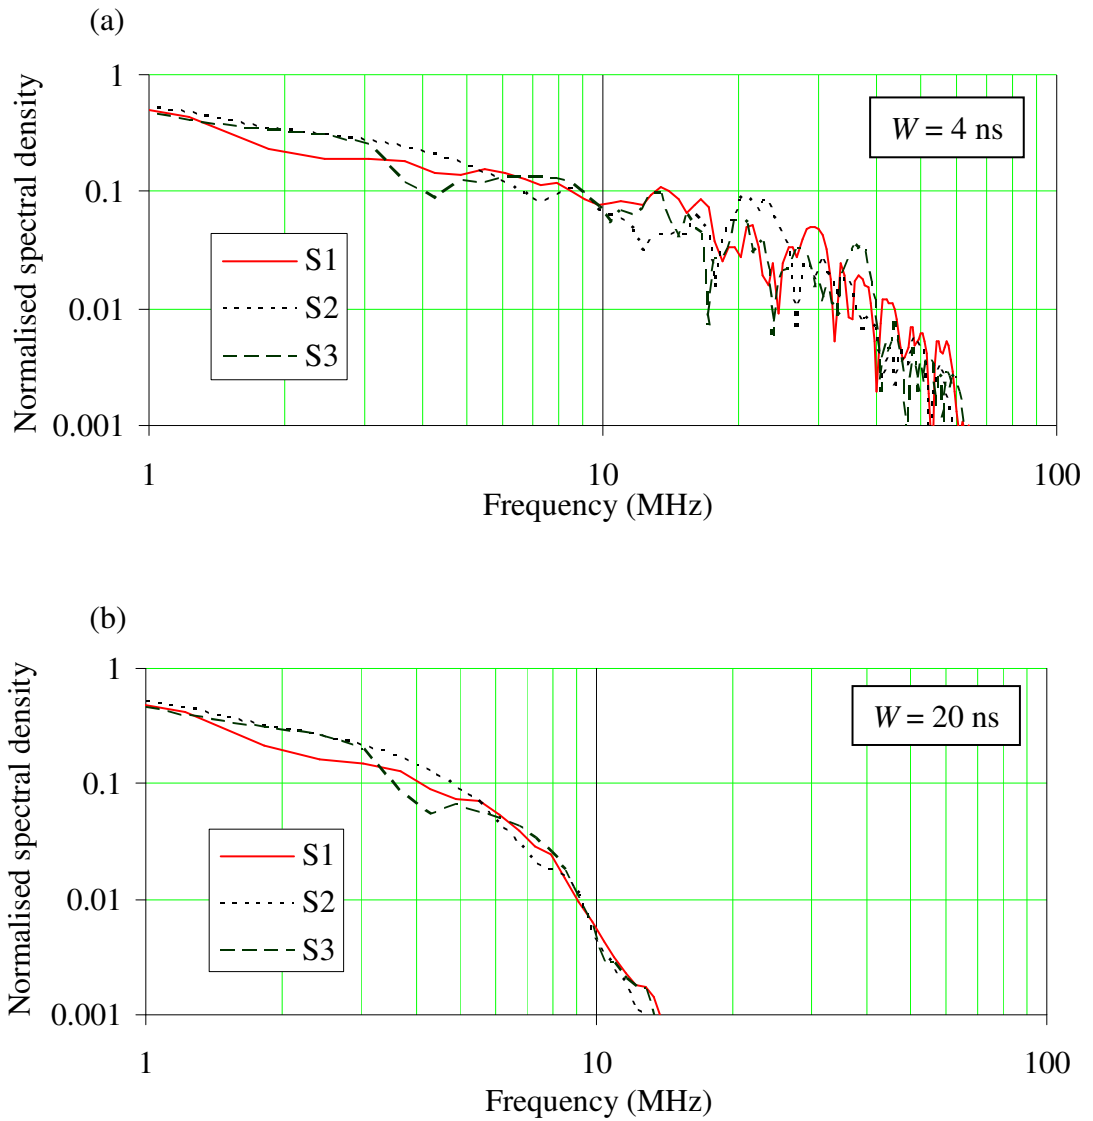 (a)
Normalised spectral density
1
0.1
0.01
0.001
W = 4 ns
S1
S2
S3
1 10 100
Frequency (MHz)
(b)
Normalised spectral density
1
0.1
0.01
0.001
W = 20 ns
S1
S2
S3
1 10 100
Frequency (MHz)